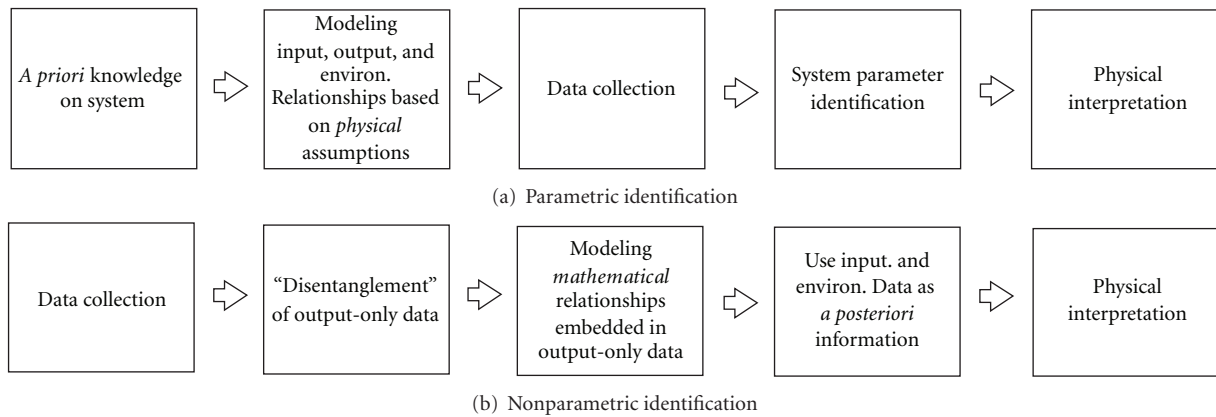 A priori knowledge
on system
Modeling
input, output, and
environ.
Relationships based
on physical
assumptions
Data collection
System parameter
identification
Physical
interpretation
(a) Parametric identification
Data collection
“Disentanglement”
of output-only data
Modeling
mathematical
relationships
embedded in
output-only data
Use input. and
environ. Data as
a posteriori
information
Physical
interpretation
(b) Nonparametric identification